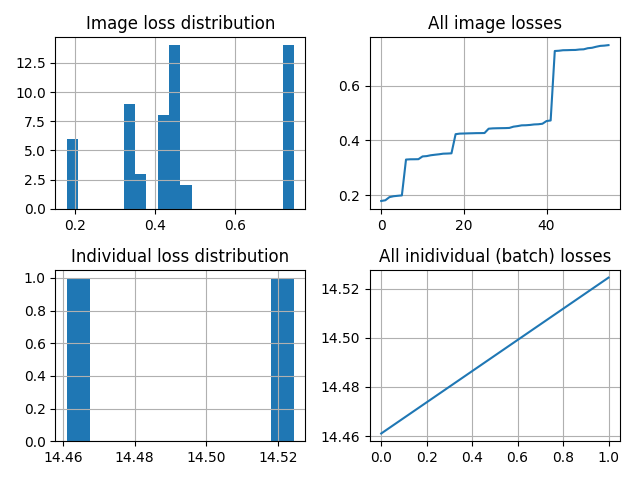 Image loss distribution
12.5
10.0
7.5
5.0
2.5
0.0
0.2 0.4 0.6
All image losses
0.6
0.4
0.2
0 20 40
Individual loss distribution
1.0
0.8
0.6
0.4
0.2
0.0
14.46 14.48 14.50 14.52
All inidividual (batch) losses
14.52
14.50
14.48
14.46
0.0 0.2 0.4 0.6 0.8 1.0